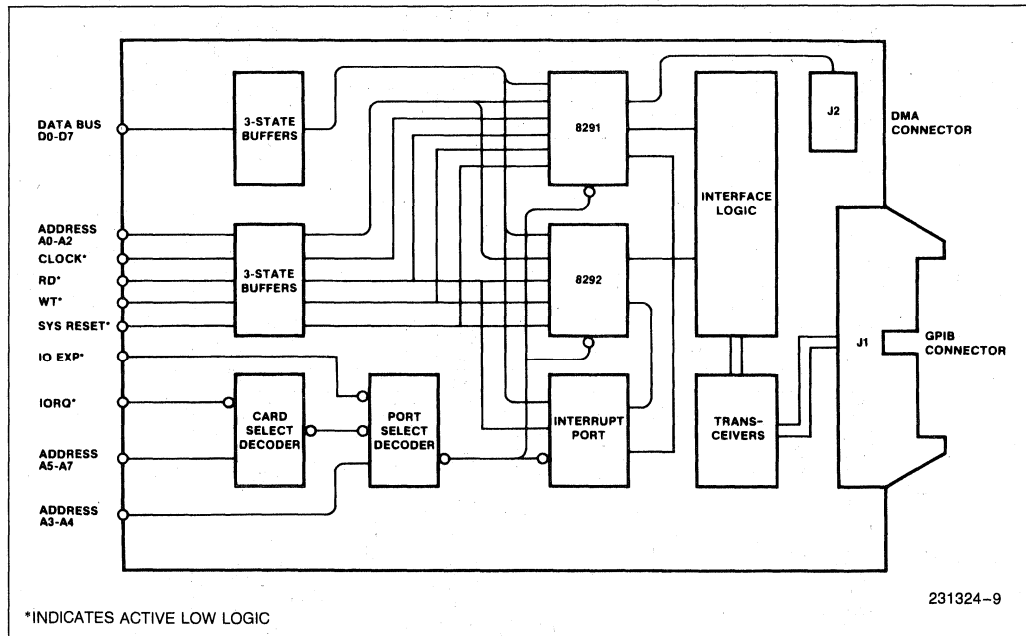 DATA BUS
D0-D7
ADDRESS
A0-A2
CLOCK*
RD*
WT*
SYS RESET*
IO EXP*
IORQ*
ADDRESS
A5-A7
ADDRESS
A3-A4
3-STATE
BUFFERS
3-STATE
BUFFERS
CARD
SELECT
DECODER
PORT
SELECT
DECODER
8291
8292
INTERRUPT
PORT
INTERFACE
LOGIC
TRANS-
CEIVERS
J2
DMA
CONNECTOR
J1
GPIB
CONNECTOR
231324-9
*INDICATES ACTIVE LOW LOGIC